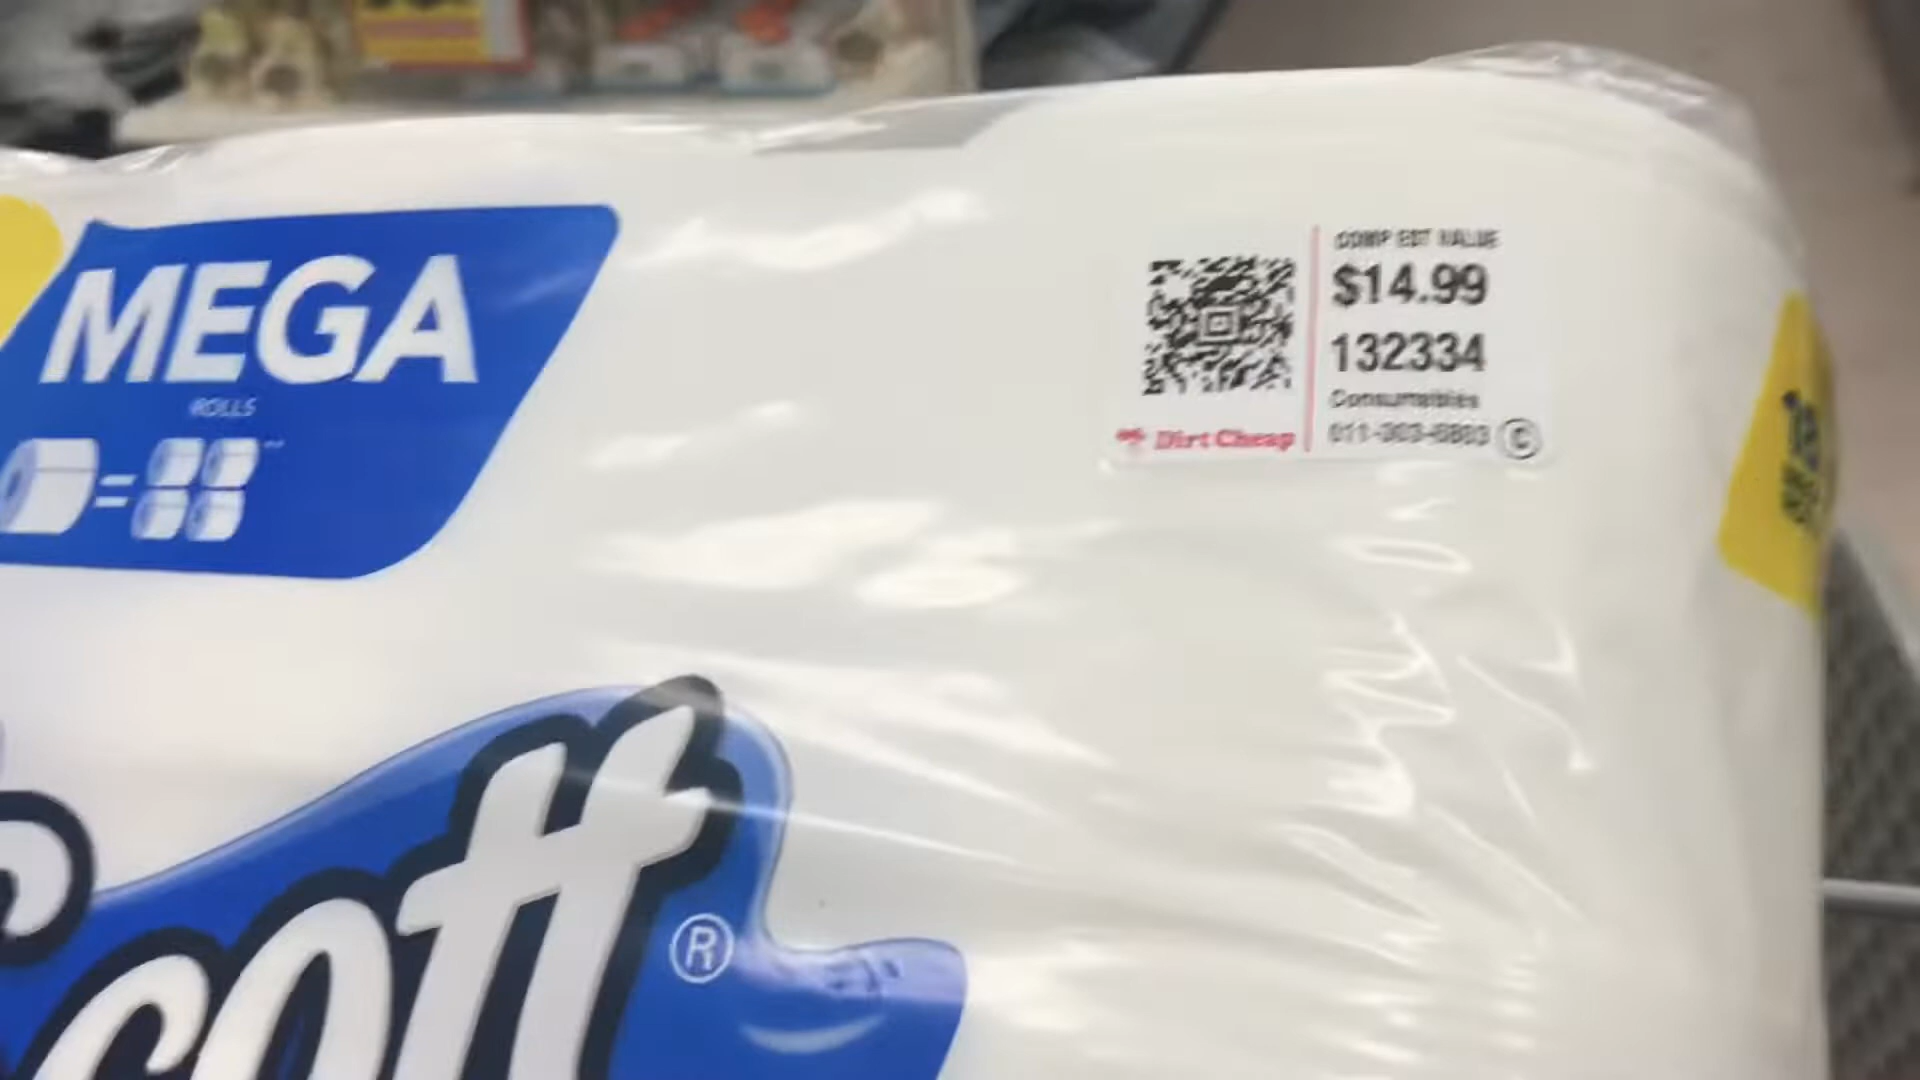 MEGA
ROLLS
=
COMP EST VALUE
$14.99
132334
Consumables
Dirt Cheap
©
Scott®